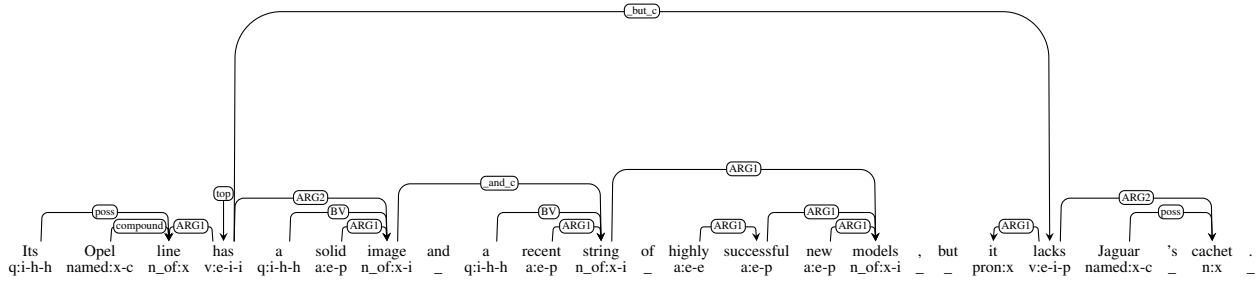 _but_c
ARG1
_and_c
top
ARG2
ARG2
poss
BV
BV
ARG1
poss
compound
ARG1
ARG1
ARG1
ARG1
ARG1
ARG1
Its Opel line has a solid image and a recent string of highly successful new models , but it lacks Jaguar 's cachet .
q:i-h-h named:x-c n_of:x v:e-i-i q:i-h-h a:e-p n_of:x-i _ q:i-h-h a:e-p n_of:x-i _ a:e-e a:e-p a:e-p n_of:x-i _ _ pron:x v:e-i-p named:x-c _ n:x _